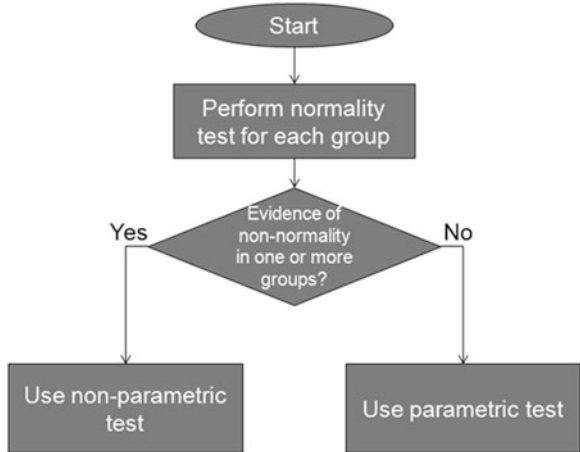 Start
Perform normality
test for each group
Evidence of
non-normality
in one or more
groups?
Yes
No
Use non-parametric
test
Use parametric test